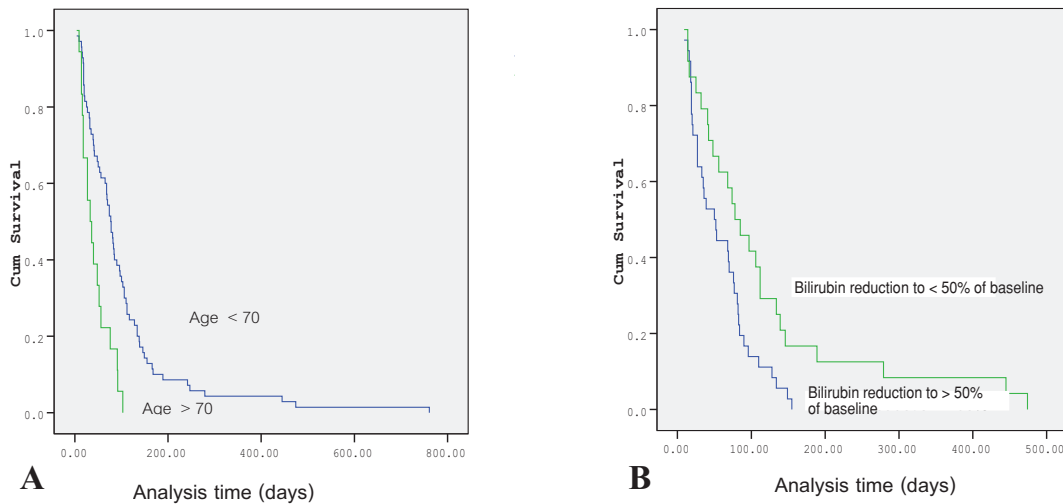 1.0
0.8
0.6
0.4
0.2
0.0
Cum Survival
Age < 70
Age > 70
0.00
200.00
400.00
600.00
800.00
A
Analysis time (days)
1.0
0.8
0.6
0.4
0.2
0.0
Cum Survival
Bilirubin reduction to < 50% of baseline
Bilirubin reduction to > 50%
of baseline
0.00
100.00
200.00
300.00
400.00
500.00
B
Analysis time (days)